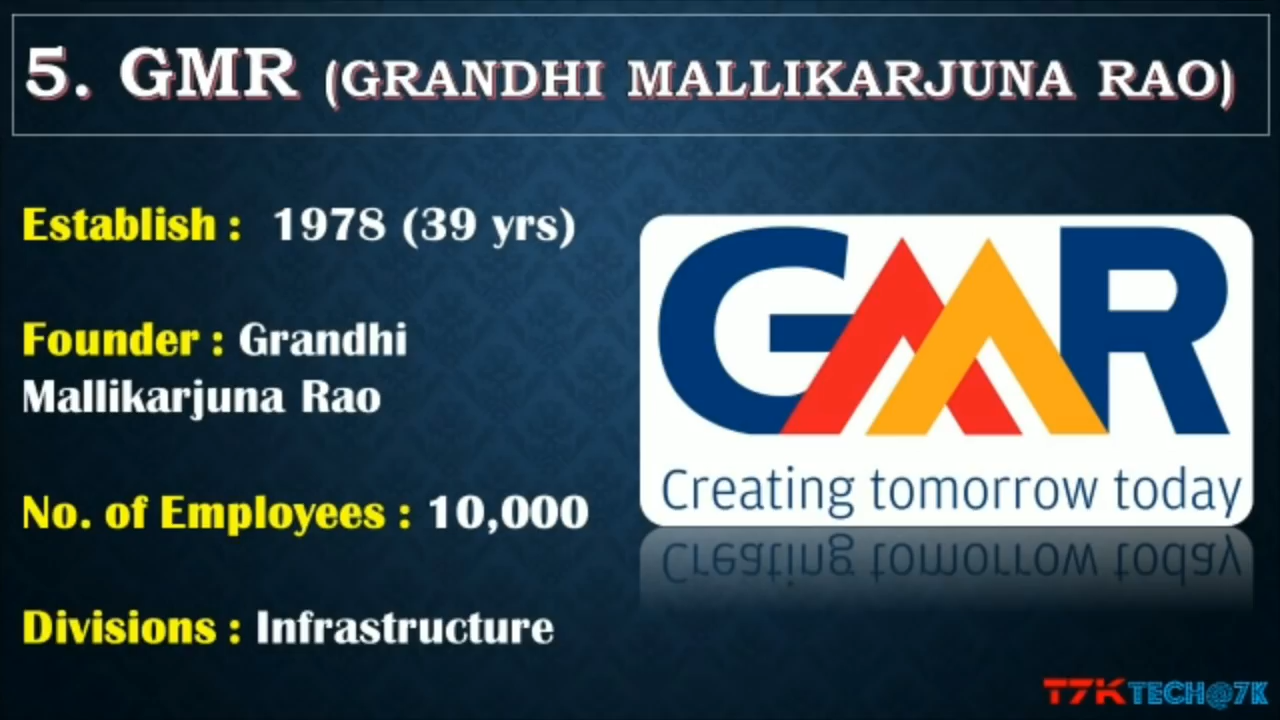 5. GMR (GRANDHI MALLIKARJUNA RAO)
Establish : 1978 (39 yrs)
Founder : Grandhi
Mallikarjuna Rao
No. of Employees : 10,000
Divisions : Infrastructure
GMR
Creating tomorrow today
Creating tomorrow today
T7K TECH@7K